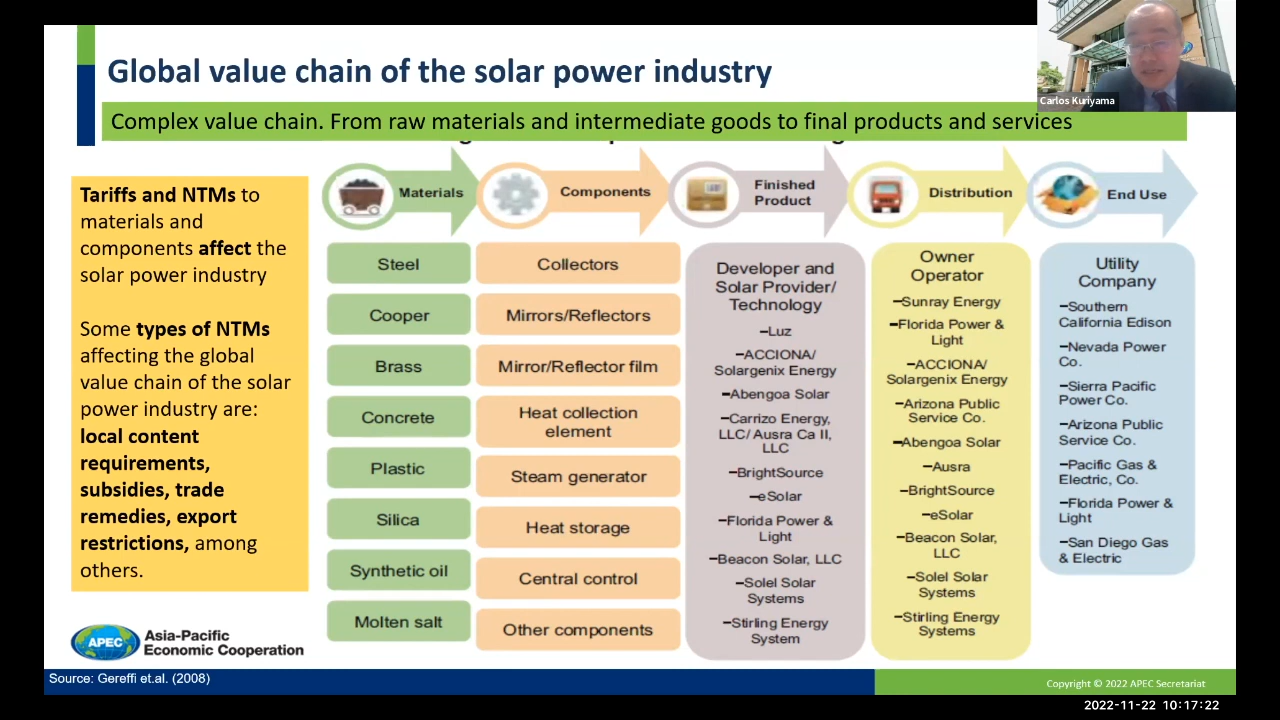 Global value chain of the solar power industry
Carlos Kuriyama
Complex value chain. From raw materials and intermediate goods to final products and services
Tariffs and NTMs to
materials and
components affect the
solar power industry
Some types of NTMs
affecting the global
value chain of the solar
power industry are:
local content
requirements,
subsidies, trade
remedies, export
restrictions, among
others.
Materials
Steel
Cooper
Brass
Concrete
Plastic
Silica
Synthetic oil
Molten salt
Components
Collectors
Mirrors/Reflectors
Mirror/Reflector film
Heat collection
element
Steam generator
Heat storage
Central control
Other components
Finished
Product
Developer and
Solar Provider/
Technology
–Luz
–ACCIONA/
Solargenix Energy
–Abengoa Solar
–Carrizo Energy,
LLC/ Ausra Ca II,
LLC
–BrightSource
–eSolar
–Florida Power &
Light
–Beacon Solar, LLC
–Solel Solar
Systems
–Stirling Energy
System
Distribution
Owner
Operator
–Sunray Energy
–Florida Power &
Light
–ACCIONA/
Solargenix Energy
–Arizona Public
Service Co.
–Abengoa Solar
–Ausra
–BrightSource
–eSolar
–Beacon Solar,
LLC
–Solel Solar
Systems
–Stirling Energy
Systems
End Use
Utility
Company
–Southern
California Edison
–Nevada Power
Co.
–Sierra Pacific
Power Co.
–Arizona Public
Service Co.
–Pacific Gas &
Electric, Co.
–Florida Power &
Light
–San Diego Gas
& Electric
APEC
Asia-Pacific
Economic Cooperation
Source: Gereffi et.al. (2008)
Copyright © 2022 APEC Secretariat
2022-11-22 10:17:22